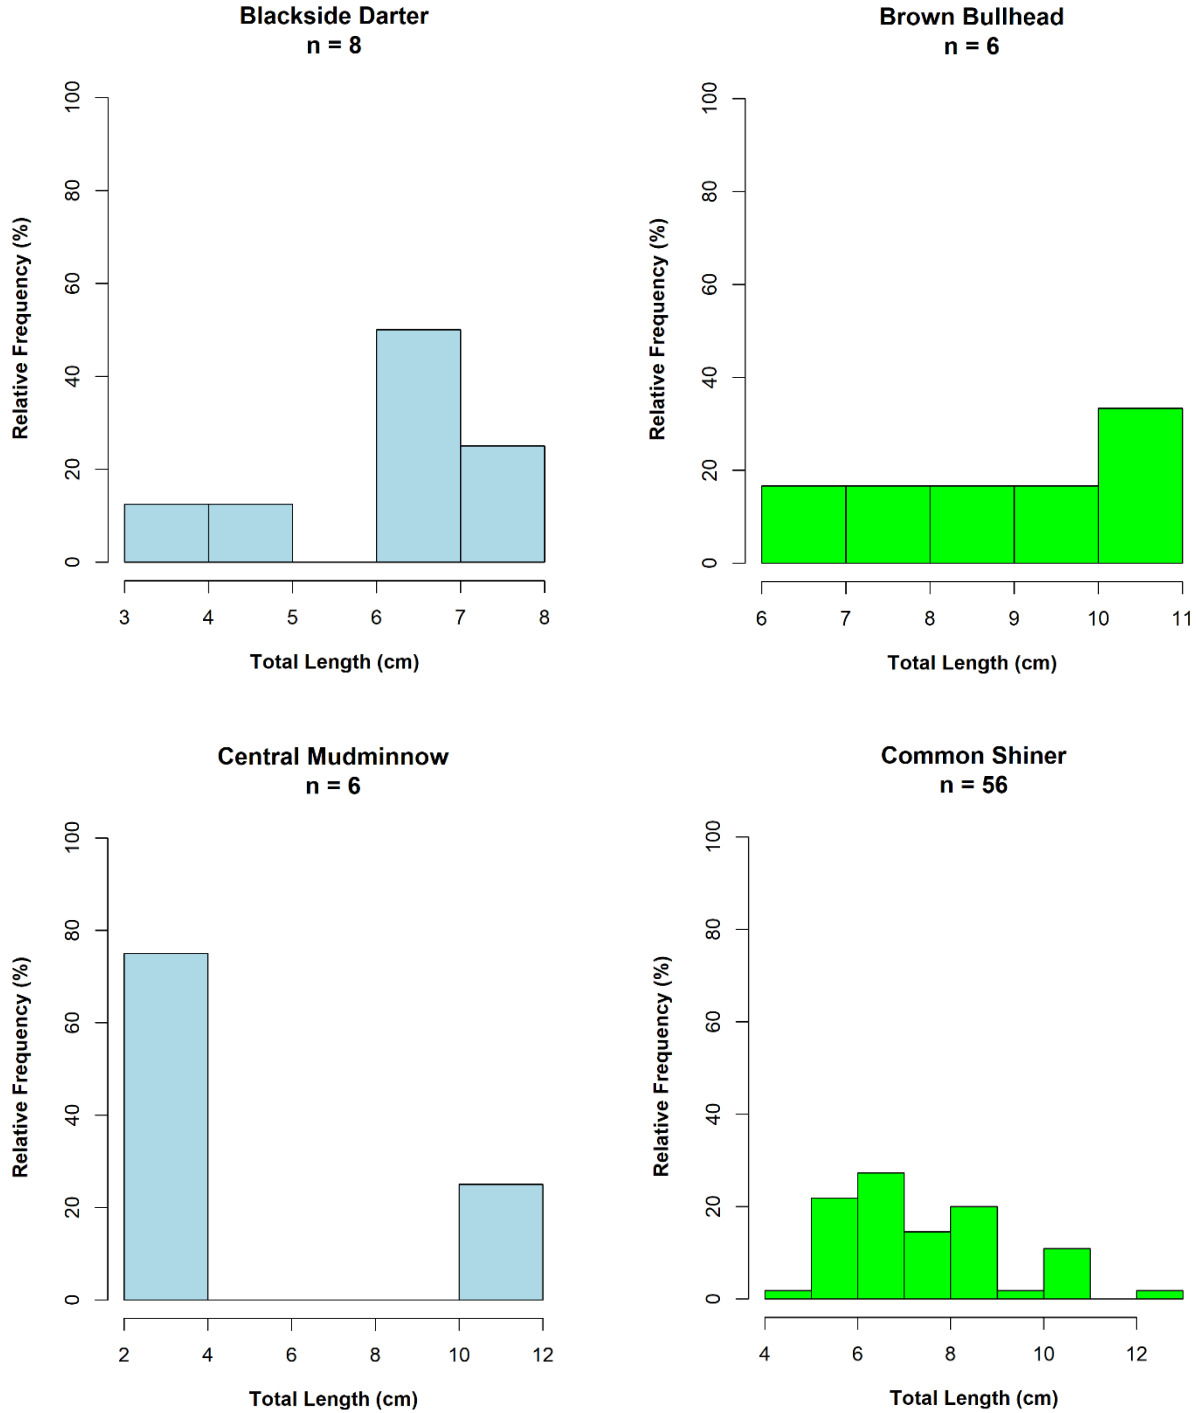 Blackside Darter
n = 8
Relative Frequency (%)
100
80
60
40
20
0
3 4 5 6 7 8
Total Length (cm)
Brown Bullhead
n = 6
Relative Frequency (%)
100
80
60
40
20
0
6 7 8 9 10 11
Total Length (cm)
Central Mudminnow
n = 6
Relative Frequency (%)
100
80
60
40
20
0
2 4 6 8 10 12
Total Length (cm)
Common Shiner
n = 56
Relative Frequency (%)
100
80
60
40
20
0
4 6 8 10 12
Total Length (cm)